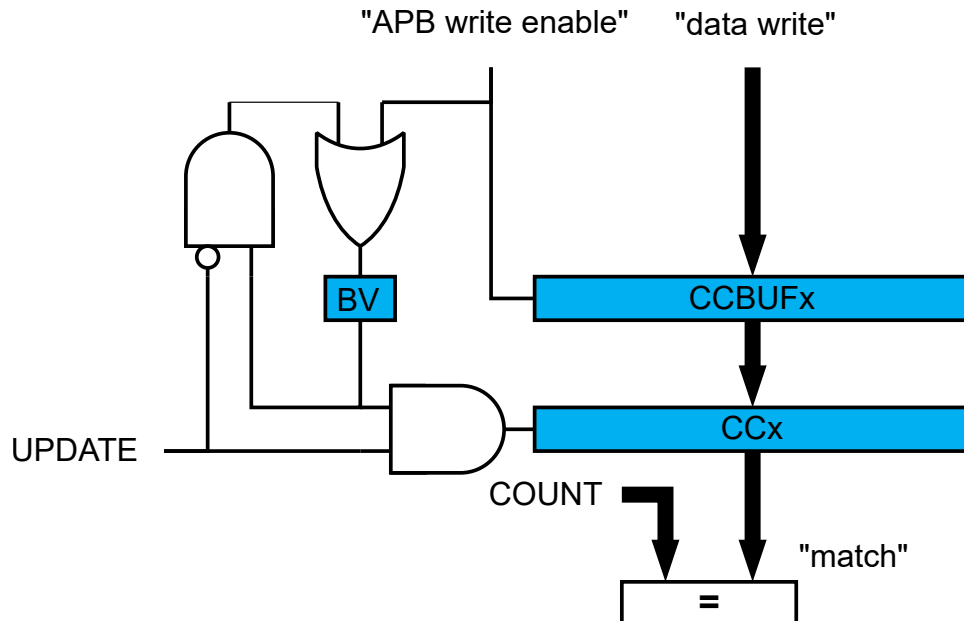 "APB write enable" "data write"
BV
CCBUFx
CCx
UPDATE
COUNT
"match"
=